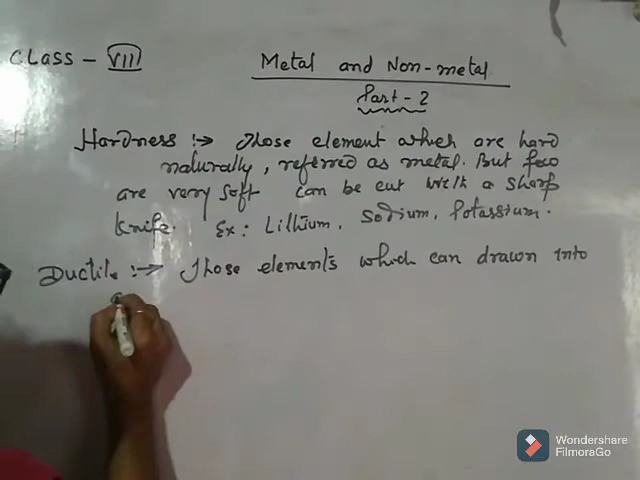 Class – VIII
Metal and Non-metal
Part-2
Hardness :→ Those element which are hard
naturally, referred as metal. But few
are very soft can be cut with a sharp
knife. Ex: Lithium, Sodium, Potassium.
Ductile :→ Those elements which can drawn into
Wondershare
FilmoraGo